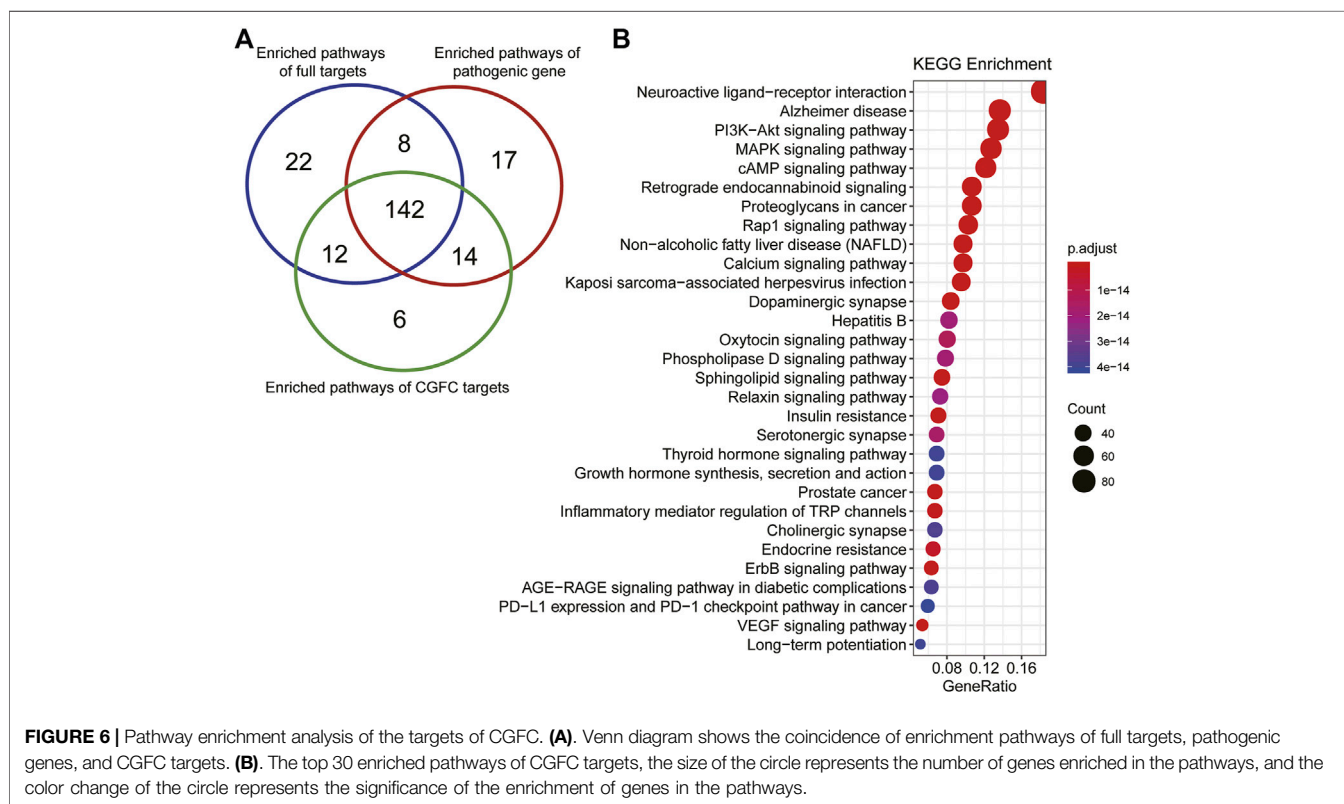 A
Enriched pathways
of full targets
Enriched pathways of
pathogenic gene
22
8
17
142
12
14
6
Enriched pathways of CGFC targets
B
KEGG Enrichment
Neuroactive ligand−receptor interaction
Alzheimer disease
PI3K−Akt signaling pathway
MAPK signaling pathway
cAMP signaling pathway
Retrograde endocannabinoid signaling
Proteoglycans in cancer
Rap1 signaling pathway
Non−alcoholic fatty liver disease (NAFLD)
Calcium signaling pathway
Kaposi sarcoma−associated herpesvirus infection
Dopaminergic synapse
Hepatitis B
Oxytocin signaling pathway
Phospholipase D signaling pathway
Sphingolipid signaling pathway
Relaxin signaling pathway
Insulin resistance
Serotonergic synapse
Thyroid hormone signaling pathway
Growth hormone synthesis, secretion and action
Prostate cancer
Inflammatory mediator regulation of TRP channels
Cholinergic synapse
Endocrine resistance
ErbB signaling pathway
AGE−RAGE signaling pathway in diabetic complications
PD−L1 expression and PD−1 checkpoint pathway in cancer
VEGF signaling pathway
Long−term potentiation
0.08 0.12 0.16
GeneRatio
p.adjust
1e−14
2e−14
3e−14
4e−14
Count
40
60
80
FIGURE 6 | Pathway enrichment analysis of the targets of CGFC. (A). Venn diagram shows the coincidence of enrichment pathways of full targets, pathogenic
genes, and CGFC targets. (B). The top 30 enriched pathways of CGFC targets, the size of the circle represents the number of genes enriched in the pathways, and the
color change of the circle represents the significance of the enrichment of genes in the pathways.